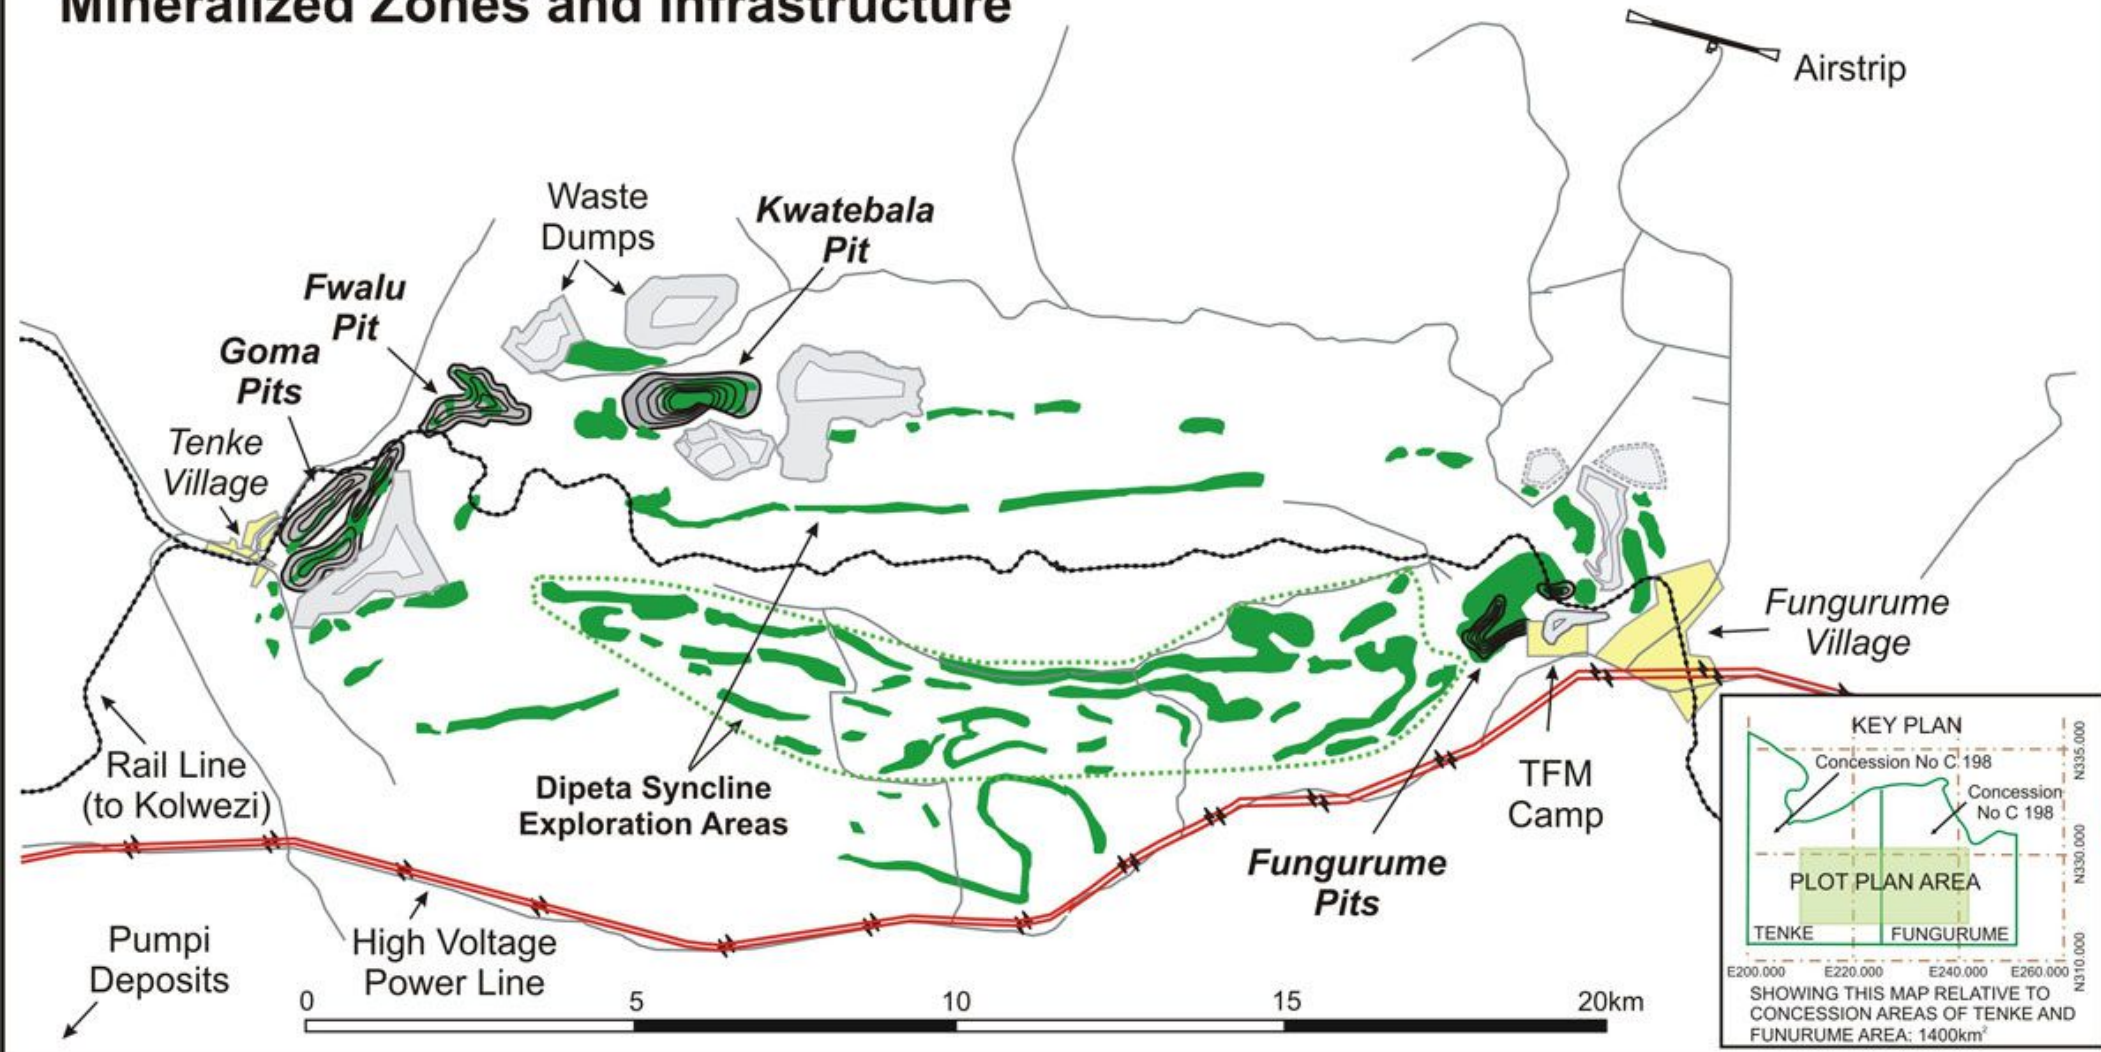 Mineralized Zones and Infrastructure
Airstrip
Waste
Dumps
Kwatebala
Pit
Fwalu
Pit
Goma
Pits
Tenke
Village
Fungurume
Village
Rail Line
(to Kolwezi)
Dipeta Syncline
Exploration Areas
TFM
Camp
Fungurume
Pits
Pumpi
Deposits
High Voltage
Power Line
0 5 10 15 20km
KEY PLAN
Concession No C 198
Concession
No C 198
PLOT PLAN AREA
TENKE FUNGURUME
N335.000
N330.000
N310.000
E200.000 E220.000 E240.000 E260.000
SHOWING THIS MAP RELATIVE TO
CONCESSION AREAS OF TENKE AND
FUNURUME AREA: 1400km²